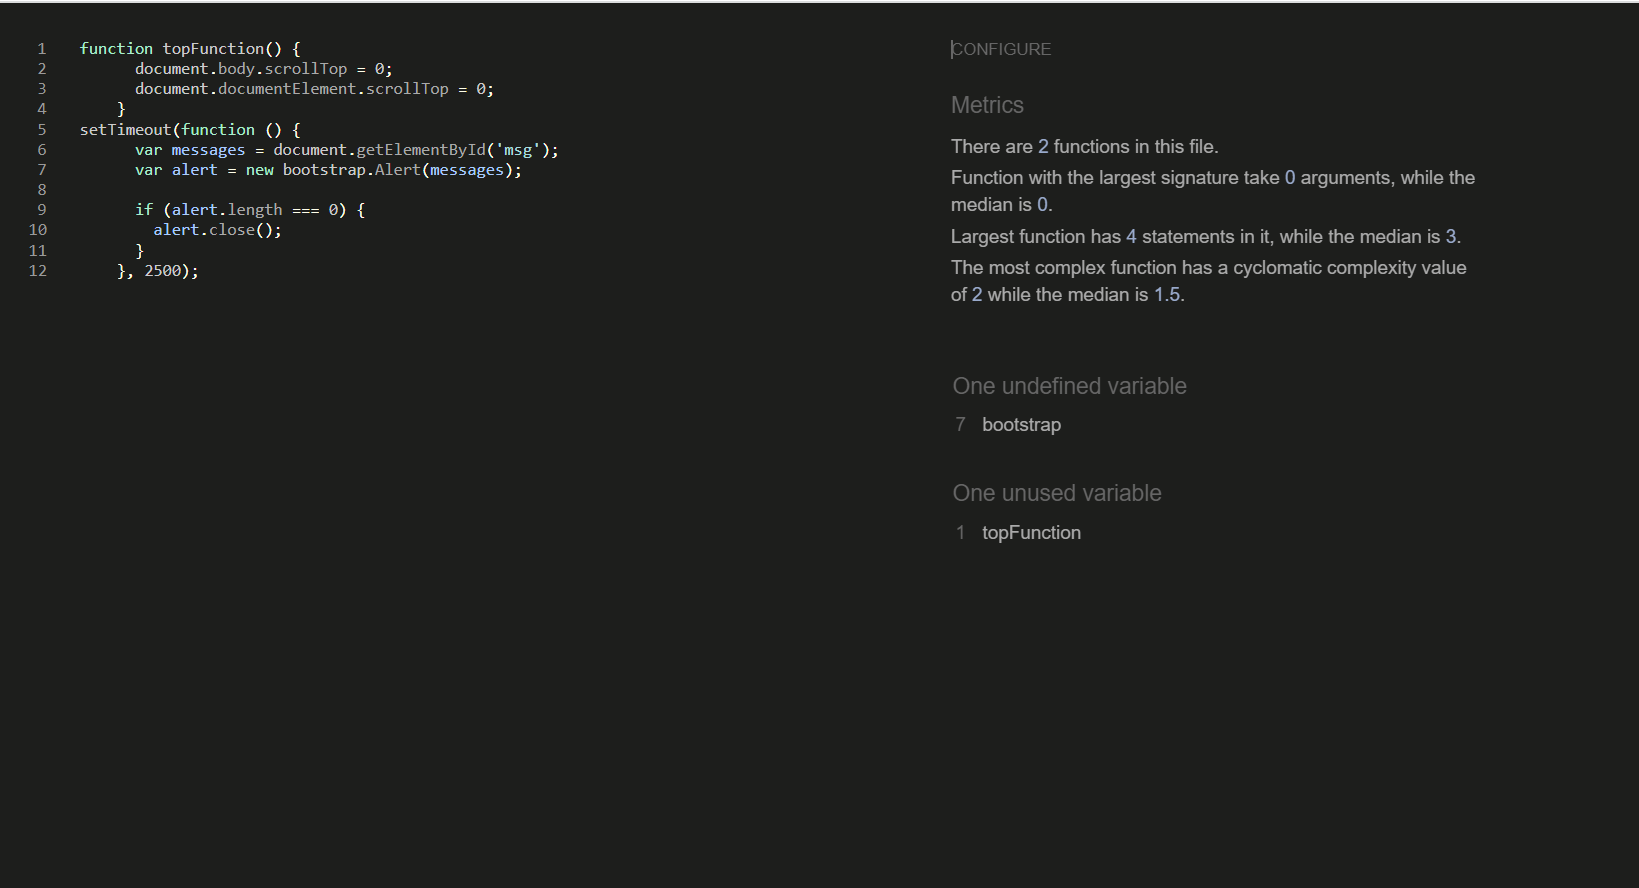 1 function topFunction() {
2 document.body.scrollTop = 0;
3 document.documentElement.scrollTop = 0;
4 }
5 setTimeout(function () {
6 var messages = document.getElementById('msg');
7 var alert = new bootstrap.Alert(messages);
8
9 if (alert.length === 0) {
10 alert.close();
11 }
12 }, 2500);
CONFIGURE
Metrics
There are 2 functions in this file.
Function with the largest signature take 0 arguments, while the
median is 0.
Largest function has 4 statements in it, while the median is 3.
The most complex function has a cyclomatic complexity value
of 2 while the median is 1.5.
One undefined variable
7 bootstrap
One unused variable
1 topFunction